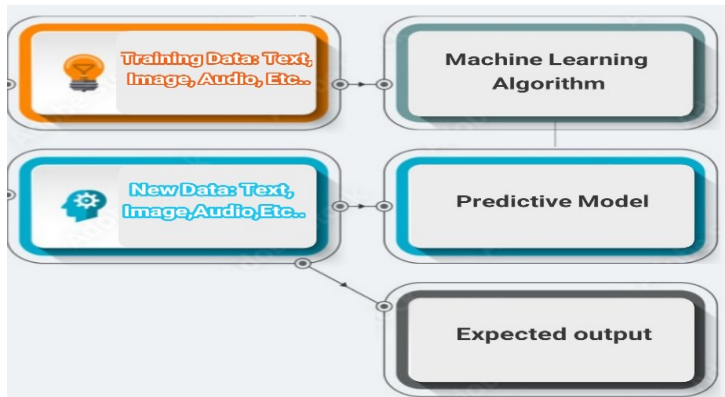 Training Data: Text,
Image, Audio, Etc..
Machine Learning
Algorithm
New Data: Text,
Image,Audio,Etc..
Predictive Model
Expected output